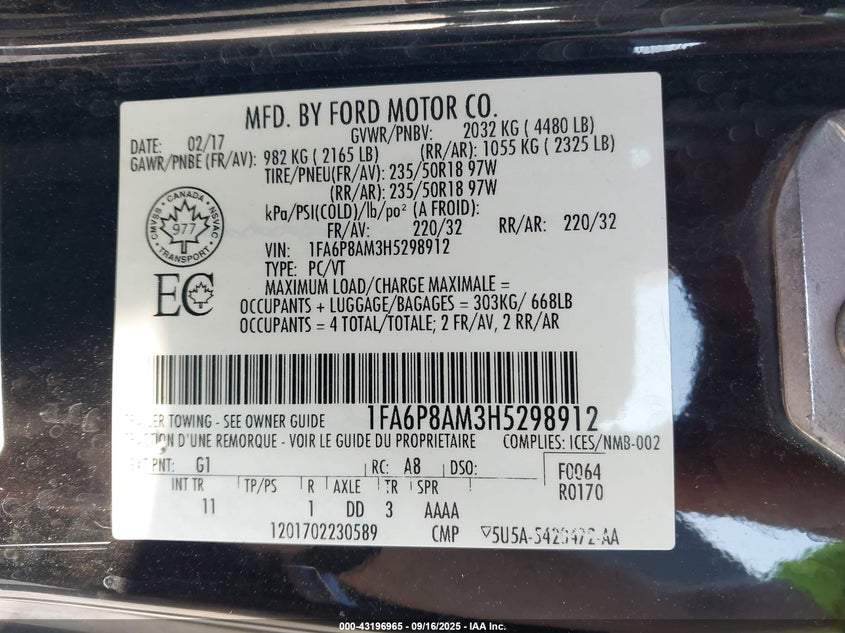 MFD. BY FORD MOTOR CO.
DATE: 02/17 GVWR/PNBV: 2032 KG ( 4480 LB)
GAWR/PNBE (FR/AV): 982 KG ( 2165 LB) (RR/AR): 1055 KG ( 2325 LB)
TIRE/PNEU(FR/AV): 235/50R18 97W
(RR/AR): 235/50R18 97W
kPa/PSI(COLD)/lb/po² (A FROID):
FR/AV: 220/32 RR/AR: 220/32
CANADA CMVSS NSVAC 977 TRANSPORT
VIN: 1FA6P8AM3H5298912
TYPE: PC/VT
EC
MAXIMUM LOAD/CHARGE MAXIMALE =
OCCUPANTS + LUGGAGE/BAGAGES = 303KG/ 668LB
OCCUPANTS = 4 TOTAL/TOTALE; 2 FR/AV, 2 RR/AR
1FA6P8AM3H5298912
TOWING - SEE OWNER GUIDE
D'UNE REMORQUE - VOIR LE GUIDE DU PROPRIETAIRE COMPLIES: ICES/NMB-002
PNT: G1 RC: A8 DSO: F0064
R0170
INT TR TP/PS R AXLE TR SPR
11 1 DD 3 AAAA
1201702230589 CMP
000-43196965 - 09/16/2025 - IAA Inc.